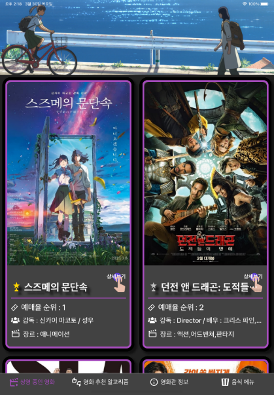 스즈메의 문단속
던전앤드래곤
3월 개봉
상세보기
상세보기
스즈메의 문단속
던전 앤 드래곤: 도적들
예매율 순위 : 1
예매율 순위 : 2
감독 : 신카이 마코토 / 성우
감독 : Director / 배우 : 크리스 파인,...
장르 : 애니메이션
장르 : 액션,어드벤처,판타지
상영 중인 영화
영화 추천 알고리즘
영화관 정보
음식 메뉴